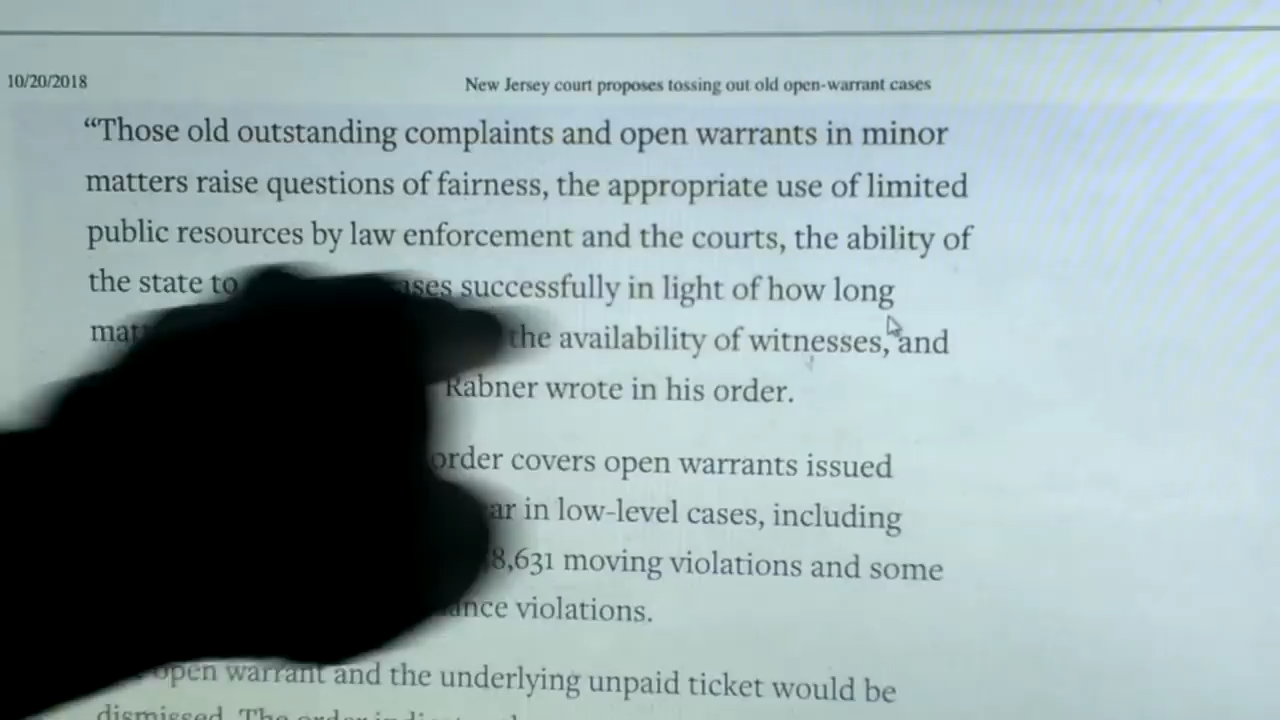 10/20/2018
New Jersey court proposes tossing out old open-warrant cases
“Those old outstanding complaints and open warrants in minor
matters raise questions of fairness, the appropriate use of limited
public resources by law enforcement and the courts, the ability of
the state to successfully in light of how long
the availability of witnesses, and
Rabner wrote in his order.
order covers open warrants issued
in low-level cases, including
8,631 moving violations and some
violations.
open warrant and the underlying unpaid ticket would be
dismissed. The order